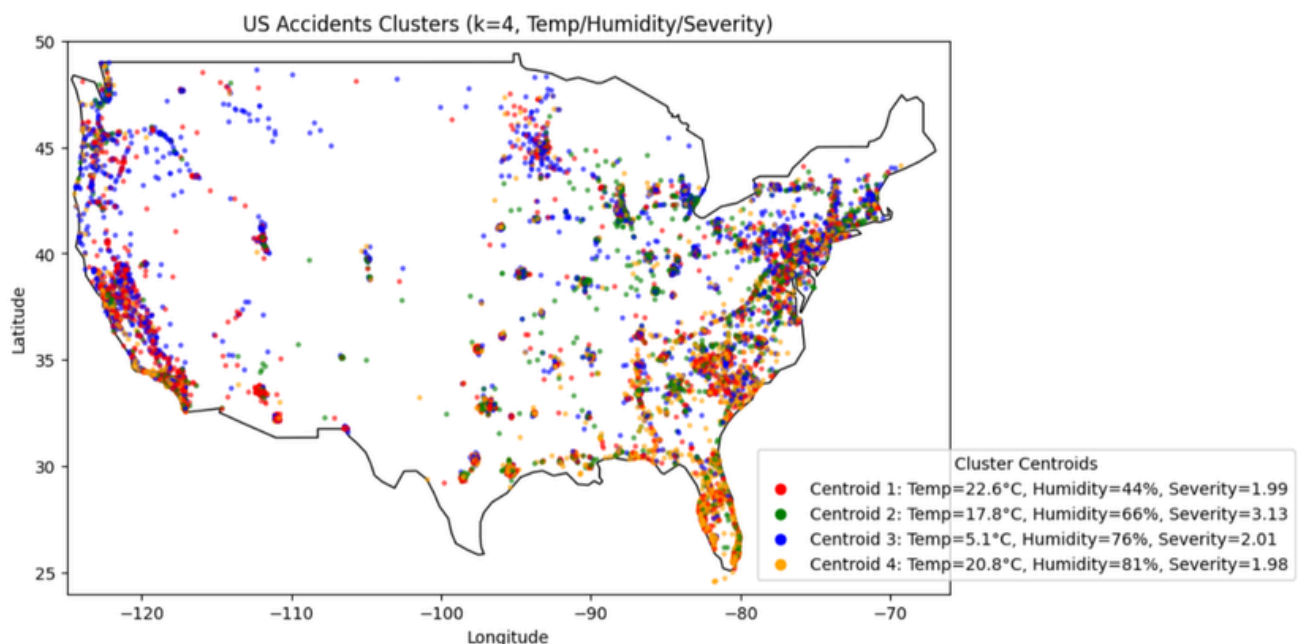 US Accidents Clusters (k=4, Temp/Humidity/Severity)
50
45
40
35
30
25
Latitude
−120
−110
−100
−90
−80
−70
Longitude
Cluster Centroids
Centroid 1: Temp=22.6°C, Humidity=44%, Severity=1.99
Centroid 2: Temp=17.8°C, Humidity=66%, Severity=3.13
Centroid 3: Temp=5.1°C, Humidity=76%, Severity=2.01
Centroid 4: Temp=20.8°C, Humidity=81%, Severity=1.98